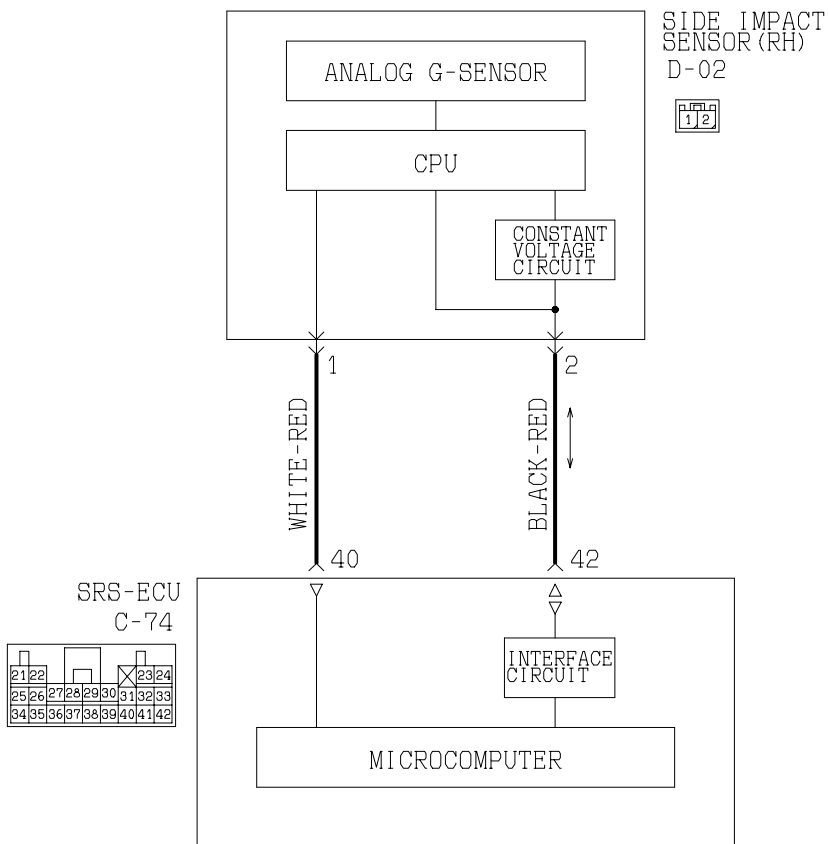 SIDE IMPACT
SENSOR(RH)
D-02
1 2
ANALOG G-SENSOR
CPU
CONSTANT
VOLTAGE
CIRCUIT
1
2
WHITE-RED
BLACK-RED
40
42
SRS-ECU
C-74
21 22 23 24
25 26 27 28 29 30 31 32 33
34 35 36 37 38 39 40 41 42
INTERFACE
CIRCUIT
MICROCOMPUTER